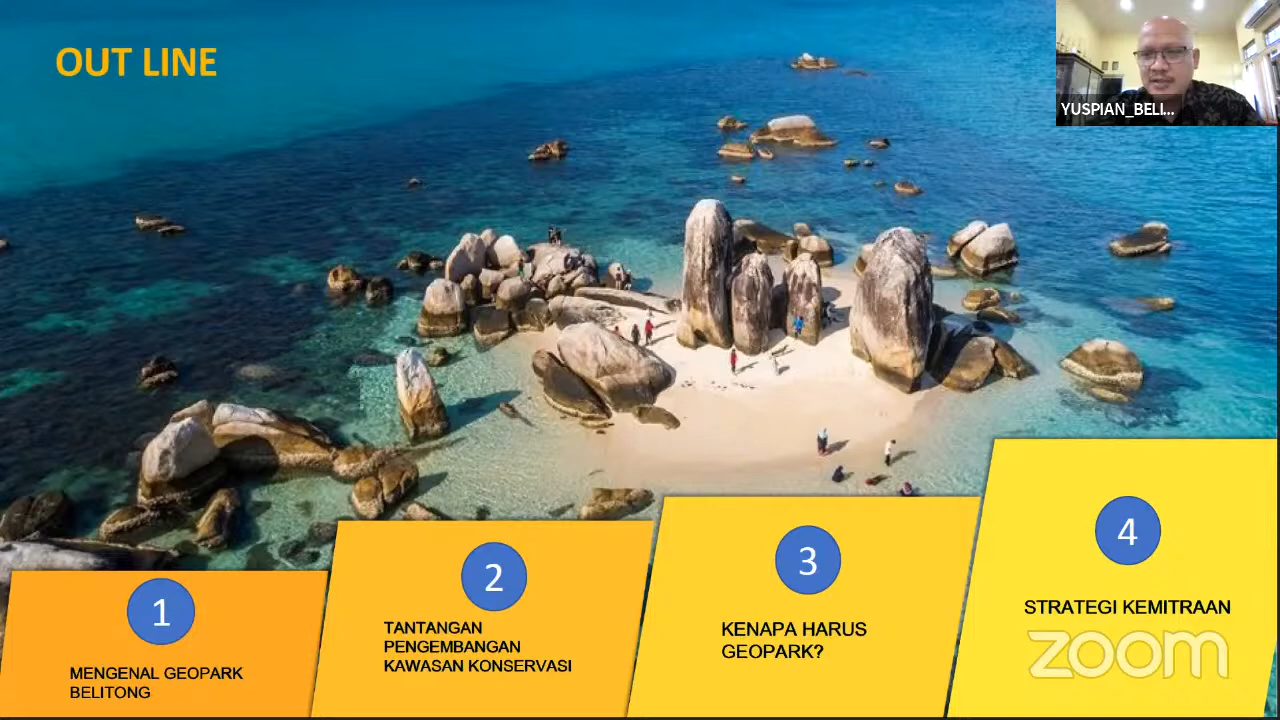 OUT LINE
YUSPIAN_BELI...
1
MENGENAL GEOPARK
BELITONG
2
TANTANGAN
PENGEMBANGAN
KAWASAN KONSERVASI
3
KENAPA HARUS
GEOPARK?
4
STRATEGI KEMITRAAN
zoom